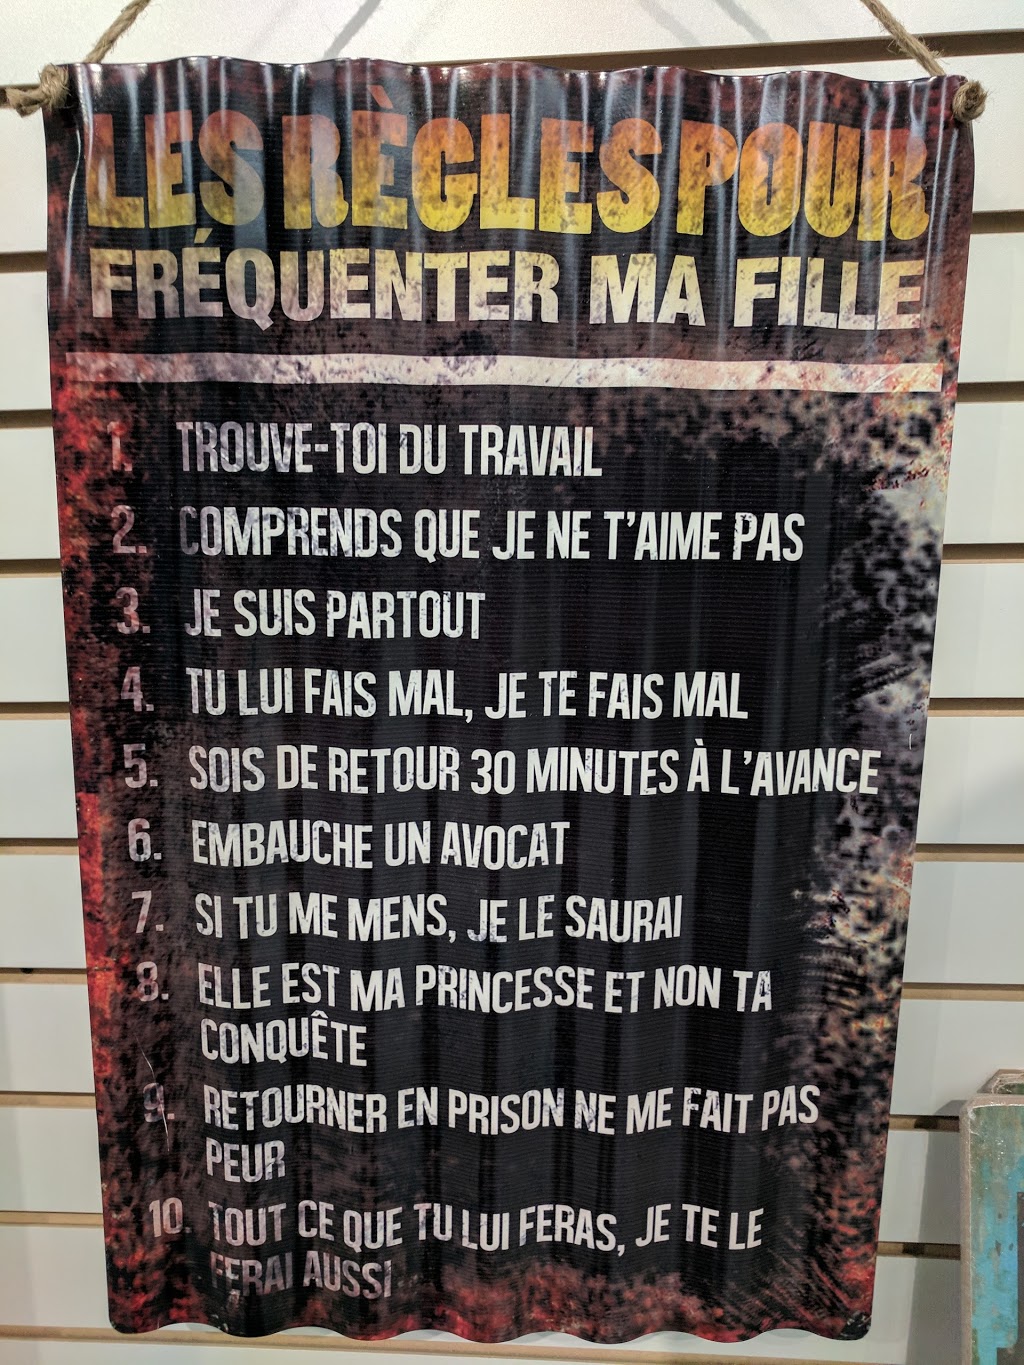 LES RÈGLES POUR
FRÉQUENTER MA FILLE
1. TROUVE-TOI DU TRAVAIL
2. COMPRENDS QUE JE NE T'AIME PAS
3. JE SUIS PARTOUT
4. TU LUI FAIS MAL, JE TE FAIS MAL
5. SOIS DE RETOUR 30 MINUTES À L'AVANCE
6. EMBAUCHE UN AVOCAT
7. SI TU ME MENS, JE LE SAURAI
8. ELLE EST MA PRINCESSE ET NON TA
CONQUÊTE
9. RETOURNER EN PRISON NE ME FAIT PAS
PEUR
10. TOUT CE QUE TU LUI FERAS, JE TE LE
FERAI AUSSI